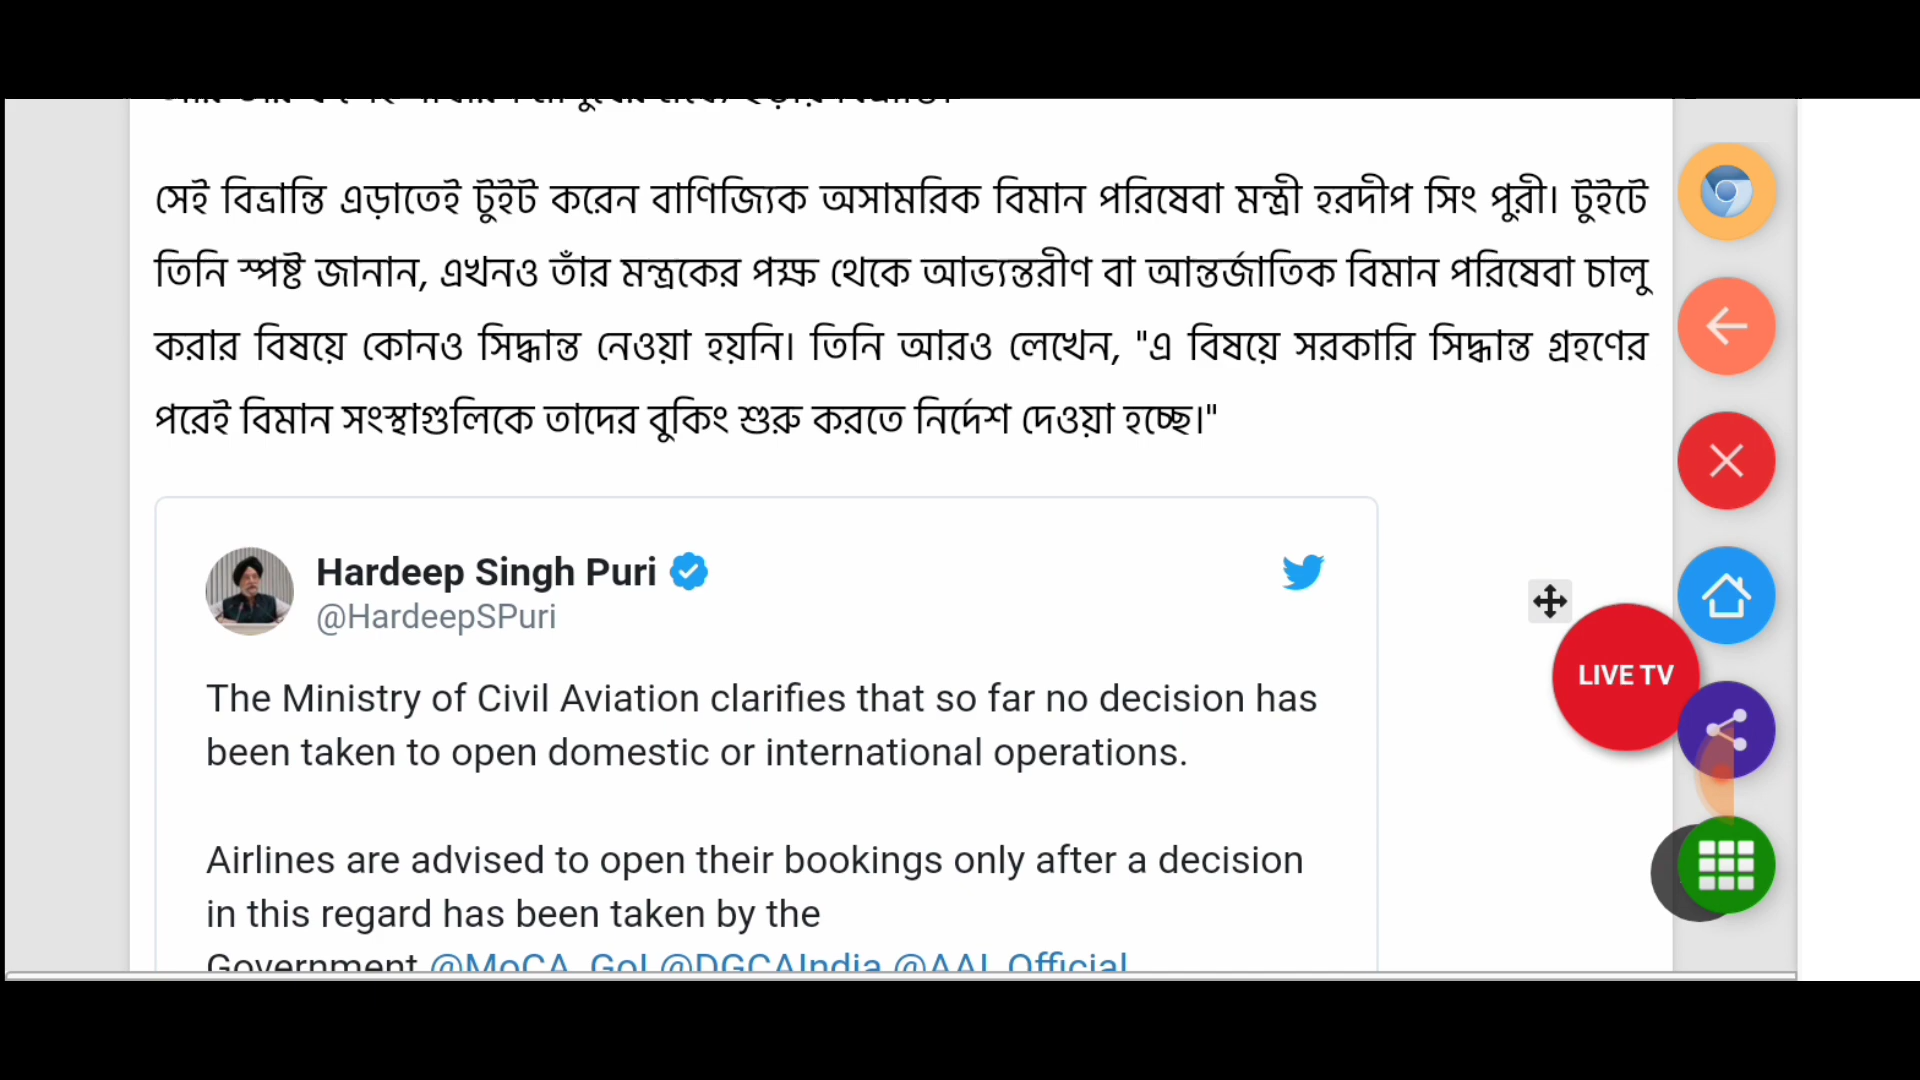 সেই বিভ্রান্তি এড়াতেই টুইট করেন বাণিজ্যিক অসামরিক বিমান পরিষেবা মন্ত্রী হরদীপ সিং পুরী। টুইটে
তিনি স্পষ্ট জানান, এখনও তাঁর মন্ত্রকের পক্ষ থেকে আভ্যন্তরীণ বা আন্তর্জাতিক বিমান পরিষেবা চালু
করার বিষয়ে কোনও সিদ্ধান্ত নেওয়া হয়নি। তিনি আরও লেখেন, "এ বিষয়ে সরকারি সিদ্ধান্ত গ্রহণের
পরেই বিমান সংস্থাগুলিকে তাদের বুকিং শুরু করতে নির্দেশ দেওয়া হচ্ছে।"
Hardeep Singh Puri
@HardeepSPuri
The Ministry of Civil Aviation clarifies that so far no decision has
been taken to open domestic or international operations.
LIVE TV
Airlines are advised to open their bookings only after a decision
in this regard has been taken by the
Government @MoCA_GoI @DGCAIndia @AAI_Official